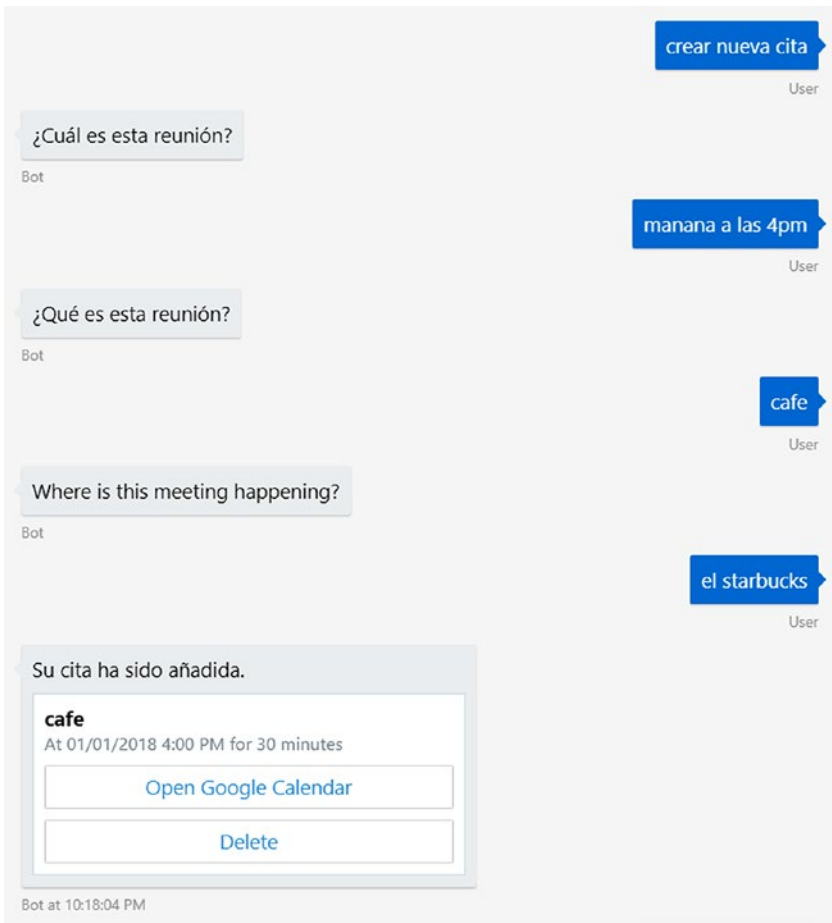 crear nueva cita
User
¿Cuál es esta reunión?
Bot
manana a las 4pm
User
¿Qué es esta reunión?
Bot
cafe
User
Where is this meeting happening?
Bot
el starbucks
User
Su cita ha sido añadida.
cafe
At 01/01/2018 4:00 PM for 30 minutes
Open Google Calendar
Delete
Bot at 10:18:04 PM